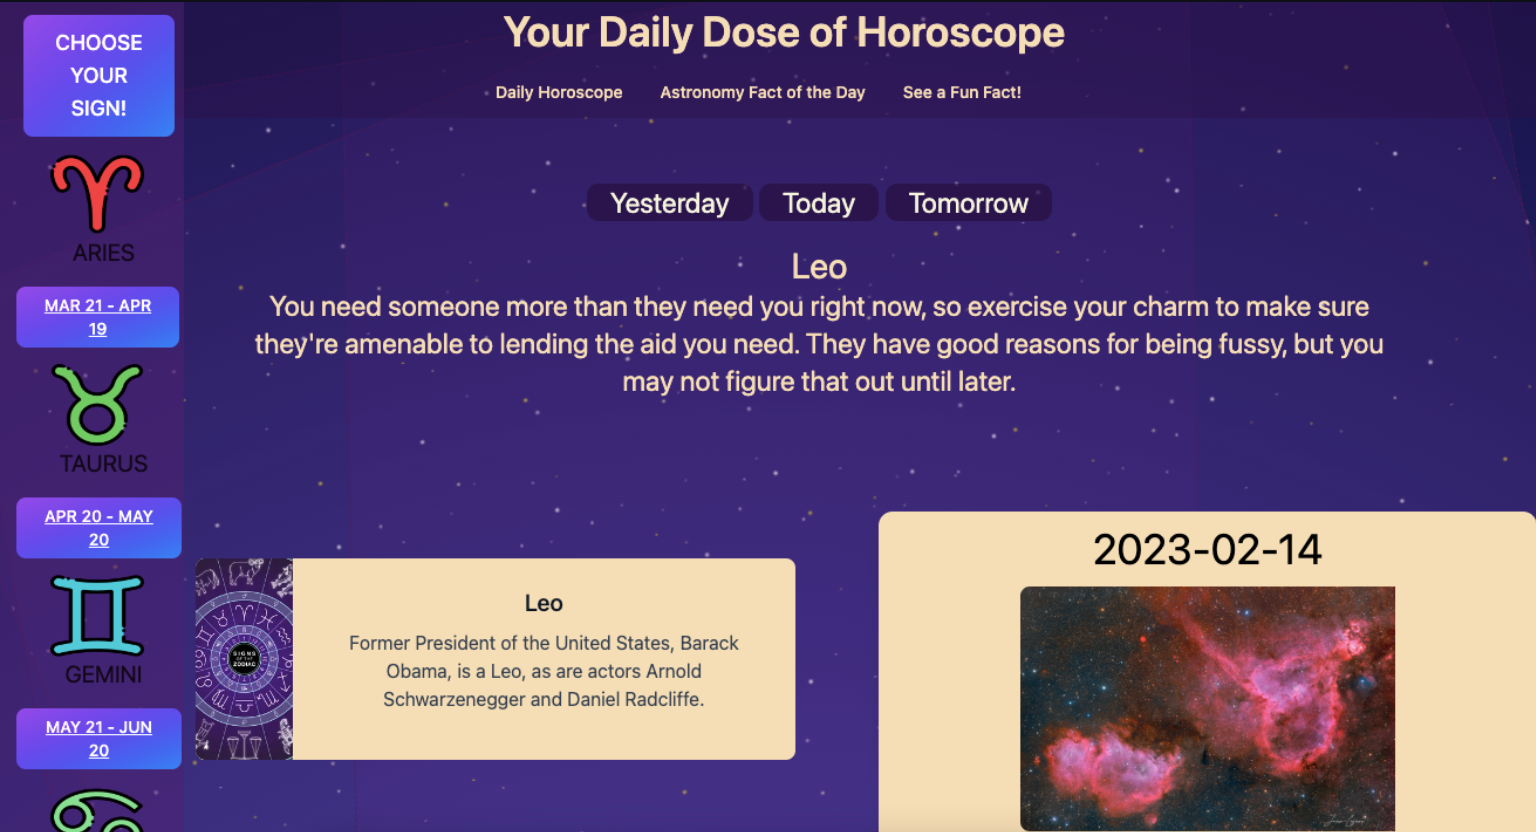 Your Daily Dose of Horoscope
Daily Horoscope
Astronomy Fact of the Day
See a Fun Fact!
CHOOSE
YOUR
SIGN!
ARIES
MAR 21 - APR
19
TAURUS
APR 20 - MAY
20
GEMINI
MAY 21 - JUN
20
Yesterday
Today
Tomorrow
Leo
You need someone more than they need you right now, so exercise your charm to make sure
they're amenable to lending the aid you need. They have good reasons for being fussy, but you
may not figure that out until later.
SIGNS
OF THE
ZODIAC
Leo
Former President of the United States, Barack
Obama, is a Leo, as are actors Arnold
Schwarzenegger and Daniel Radcliffe.
2023-02-14